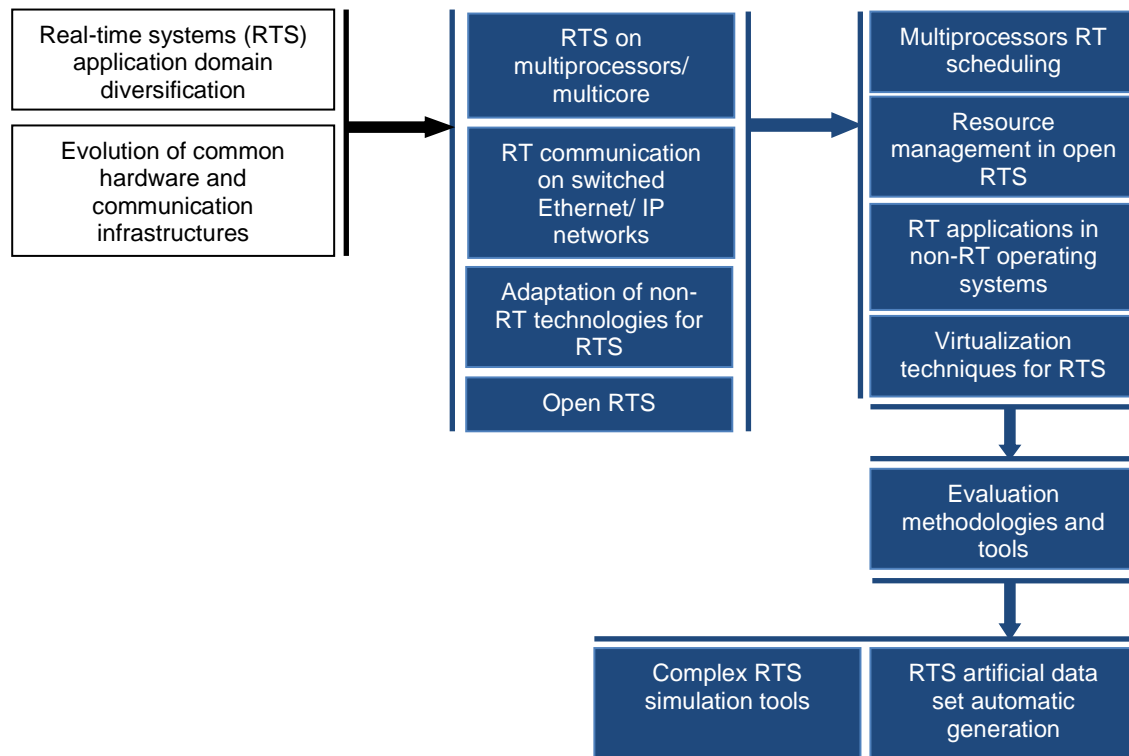 Real-time systems (RTS)
application domain
diversification
Evolution of common
hardware and
communication
infrastructures
RTS on
multiprocessors/
multicore
RT communication
on switched
Ethernet/ IP
networks
Adaptation of non-
RT technologies for
RTS
Open RTS
Multiprocessors RT
scheduling
Resource
management in open
RTS
RT applications in
non-RT operating
systems
Virtualization
techniques for RTS
Evaluation
methodologies and
tools
Complex RTS
simulation tools
RTS artificial data
set automatic
generation